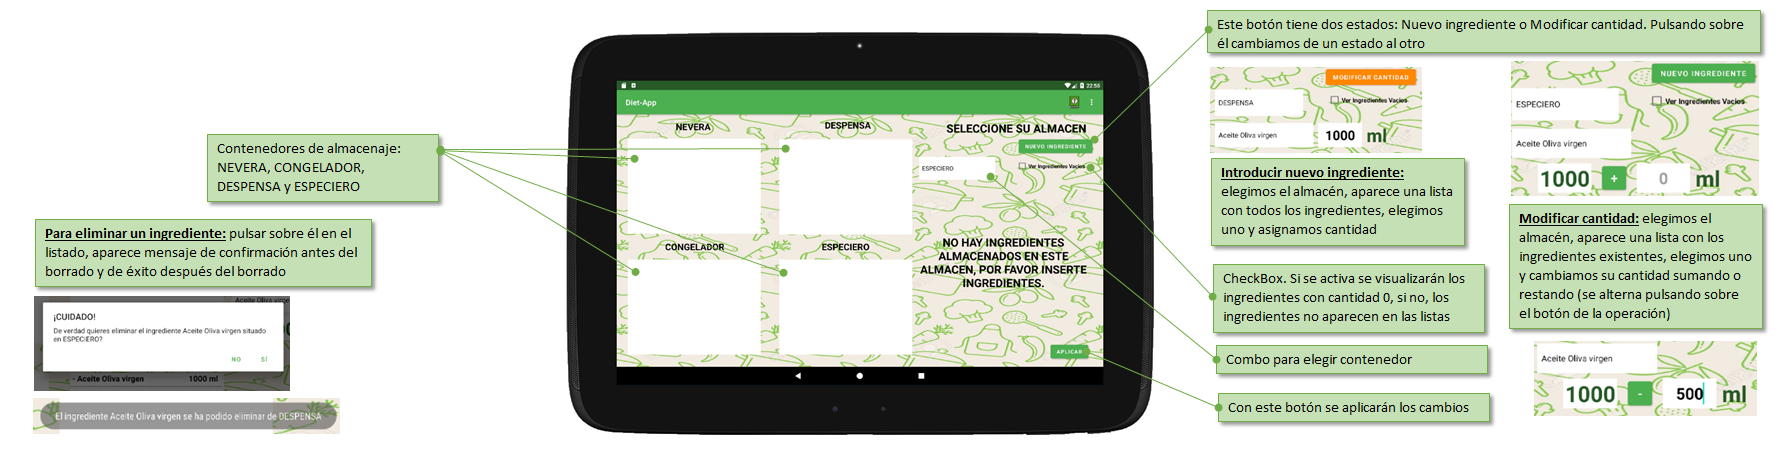 Este botón tiene dos estados: Nuevo ingrediente o Modificar cantidad. Pulsando sobre
él cambiamos de un estado al otro
Contenedores de almacenaje:
NEVERA, CONGELADOR,
DESPENSA y ESPECIERO
Para eliminar un ingrediente: pulsar sobre él en el
listado, aparece mensaje de confirmación antes del
borrado y de éxito después del borrado
Aceite Oliva virgen
¡CUIDADO!
De verdad quieres eliminar el ingrediente Aceite Oliva virgen situado
en ESPECIERO?
NO SÍ
- Aceite Oliva virgen 1000 ml
El ingrediente Aceite Oliva virgen se ha podido eliminar de DESPENSA
22:55
Diet-App
NEVERA
DESPENSA
CONGELADOR
ESPECIERO
SELECCIONE SU ALMACEN
NUEVO INGREDIENTE
ESPECIERO
Ver Ingredientes Vacios
NO HAY INGREDIENTES
ALMACENADOS EN ESTE
ALMACEN, POR FAVOR INSERTE
INGREDIENTES.
APLICAR
MODIFICAR CANTIDAD
DESPENSA
Ver Ingredientes Vacios
Aceite Oliva virgen
1000 ml
Introducir nuevo ingrediente:
elegimos el almacén, aparece una lista
con todos los ingredientes, elegimos
uno y asignamos cantidad
CheckBox. Si se activa se visualizarán los
ingredientes con cantidad 0, si no, los
ingredientes no aparecen en las listas
Combo para elegir contenedor
Con este botón se aplicarán los cambios
NUEVO INGREDIENTE
ESPECIERO
Ver Ingredientes Vacios
Aceite Oliva virgen
1000 + 0 ml
Modificar cantidad: elegimos el
almacén, aparece una lista con los
ingredientes existentes, elegimos uno
y cambiamos su cantidad sumando o
restando (se alterna pulsando sobre
el botón de la operación)
Aceite Oliva virgen
1000 - 500 ml